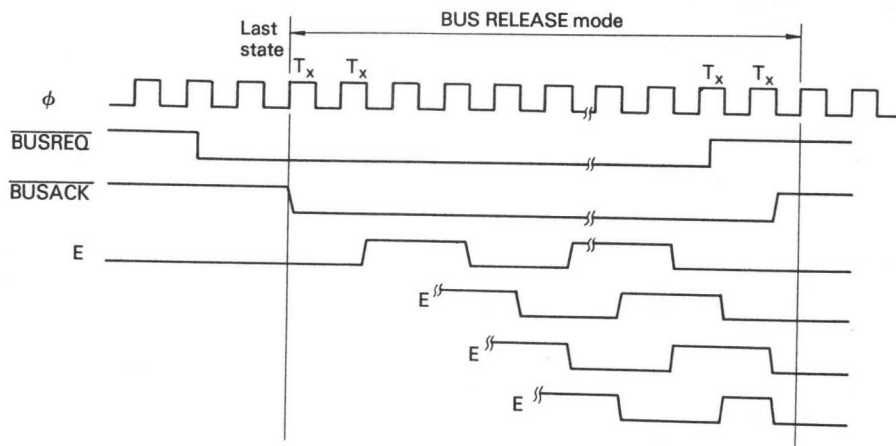 BUS RELEASE mode
Last
state
Tx Tx Tx Tx
φ
BUSREQ
BUSACK
E
E
E
E